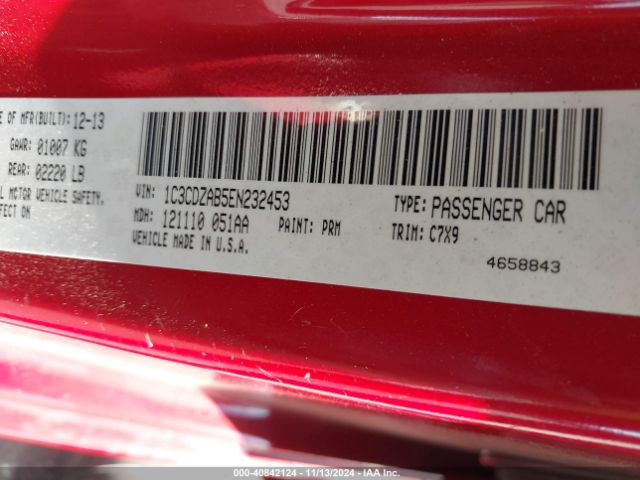 E OF MFR(BUILT): 12-13
GAWR: 01007 KG
REAR: 02220 LB
L MOTOR VEHICLE SAFETY,
FECT ON
VIN: 1C3CDZAB5EN232453
MDH: 121110 051AA
PAINT: PRM
VEHICLE MADE IN U.S.A.
TYPE: PASSENGER CAR
TRIM: C7X9
4658843
000-40842124 - 11/13/2024 - IAA Inc.